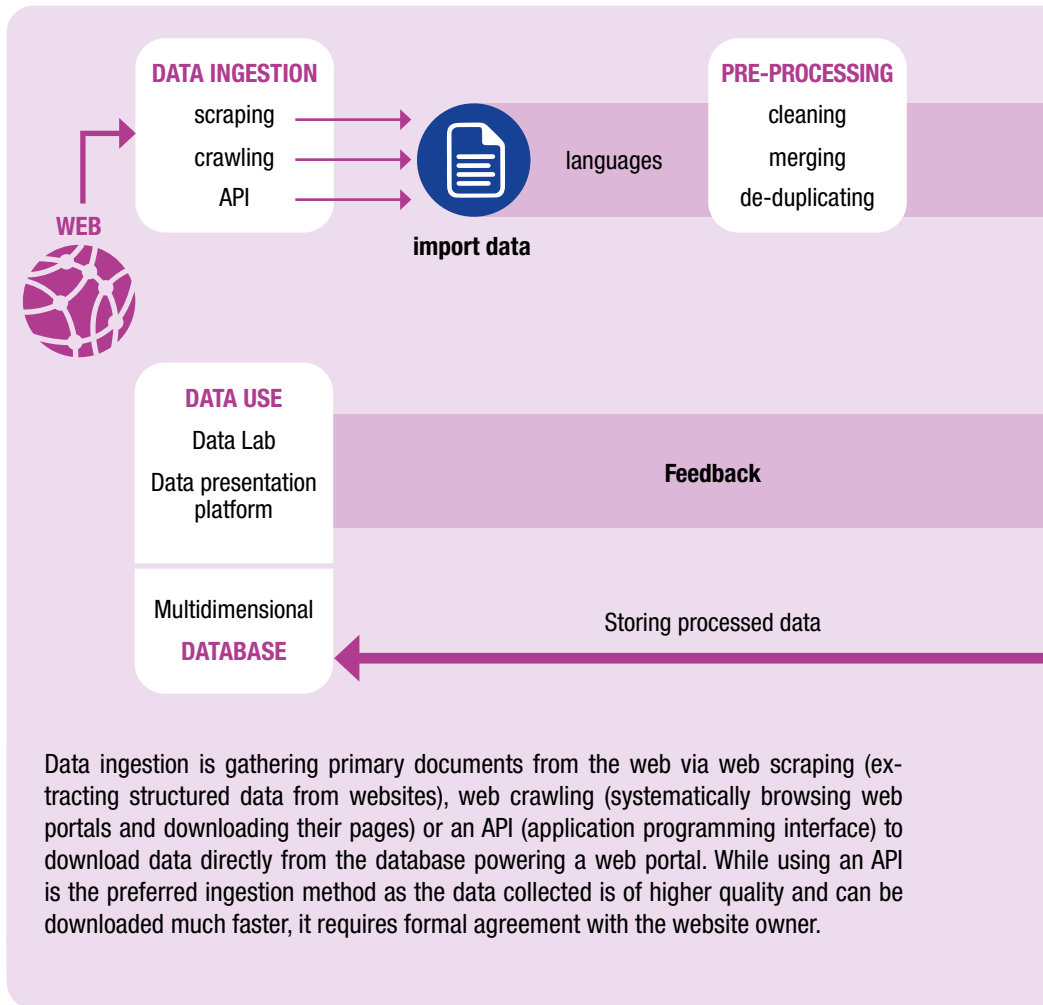 DATA INGESTION
scraping
crawling
API
WEB
import data
languages
PRE-PROCESSING
cleaning
merging
de-duplicating
DATA USE
Data Lab
Data presentation
platform
Feedback
Multidimensional
DATABASE
Storing processed data
Data ingestion is gathering primary documents from the web via web scraping (ex-
tracting structured data from websites), web crawling (systematically browsing web
portals and downloading their pages) or an API (application programming interface) to
download data directly from the database powering a web portal. While using an API
is the preferred ingestion method as the data collected is of higher quality and can be
downloaded much faster, it requires formal agreement with the website owner.